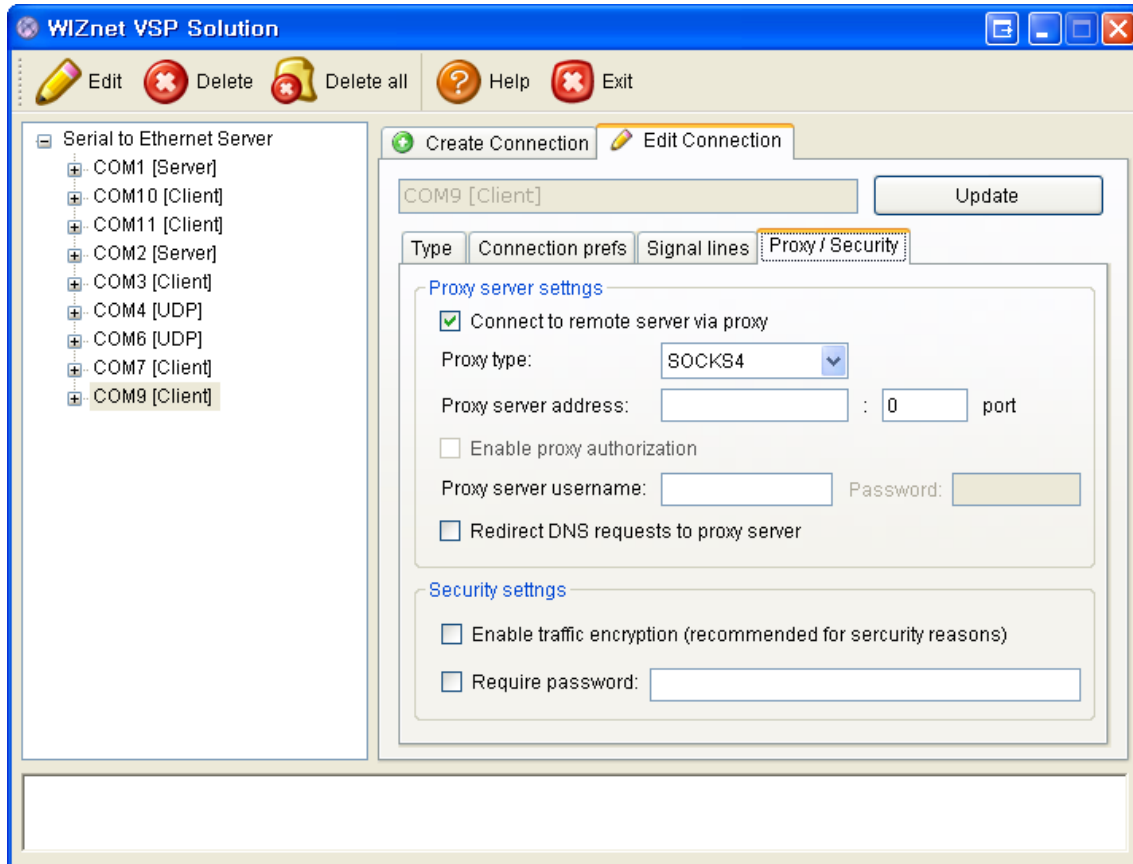 WIZnet VSP Solution
Edit Delete Delete all Help Exit
Serial to Ethernet Server
COM1 [Server]
COM10 [Client]
COM11 [Client]
COM2 [Server]
COM3 [Client]
COM4 [UDP]
COM6 [UDP]
COM7 [Client]
COM9 [Client]
Create Connection Edit Connection
COM9 [Client] Update
Type Connection prefs Signal lines Proxy / Security
Proxy server settngs
Connect to remote server via proxy
Proxy type: SOCKS4
Proxy server address: : 0 port
Enable proxy authorization
Proxy server username: Password:
Redirect DNS requests to proxy server
Security settngs
Enable traffic encryption (recommended for sercurity reasons)
Require password: